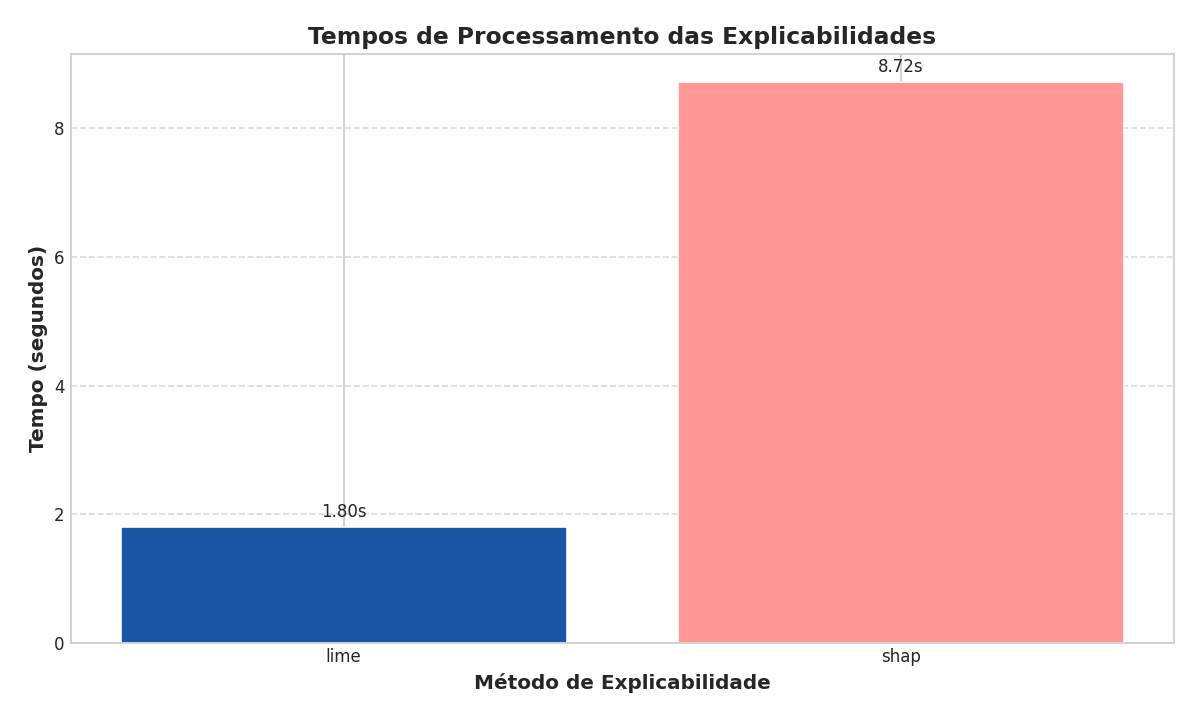 Tempos de Processamento das Explicabilidades
8.72s
8
6
4
2
1.80s
0
Tempo (segundos)
lime
shap
Método de Explicabilidade